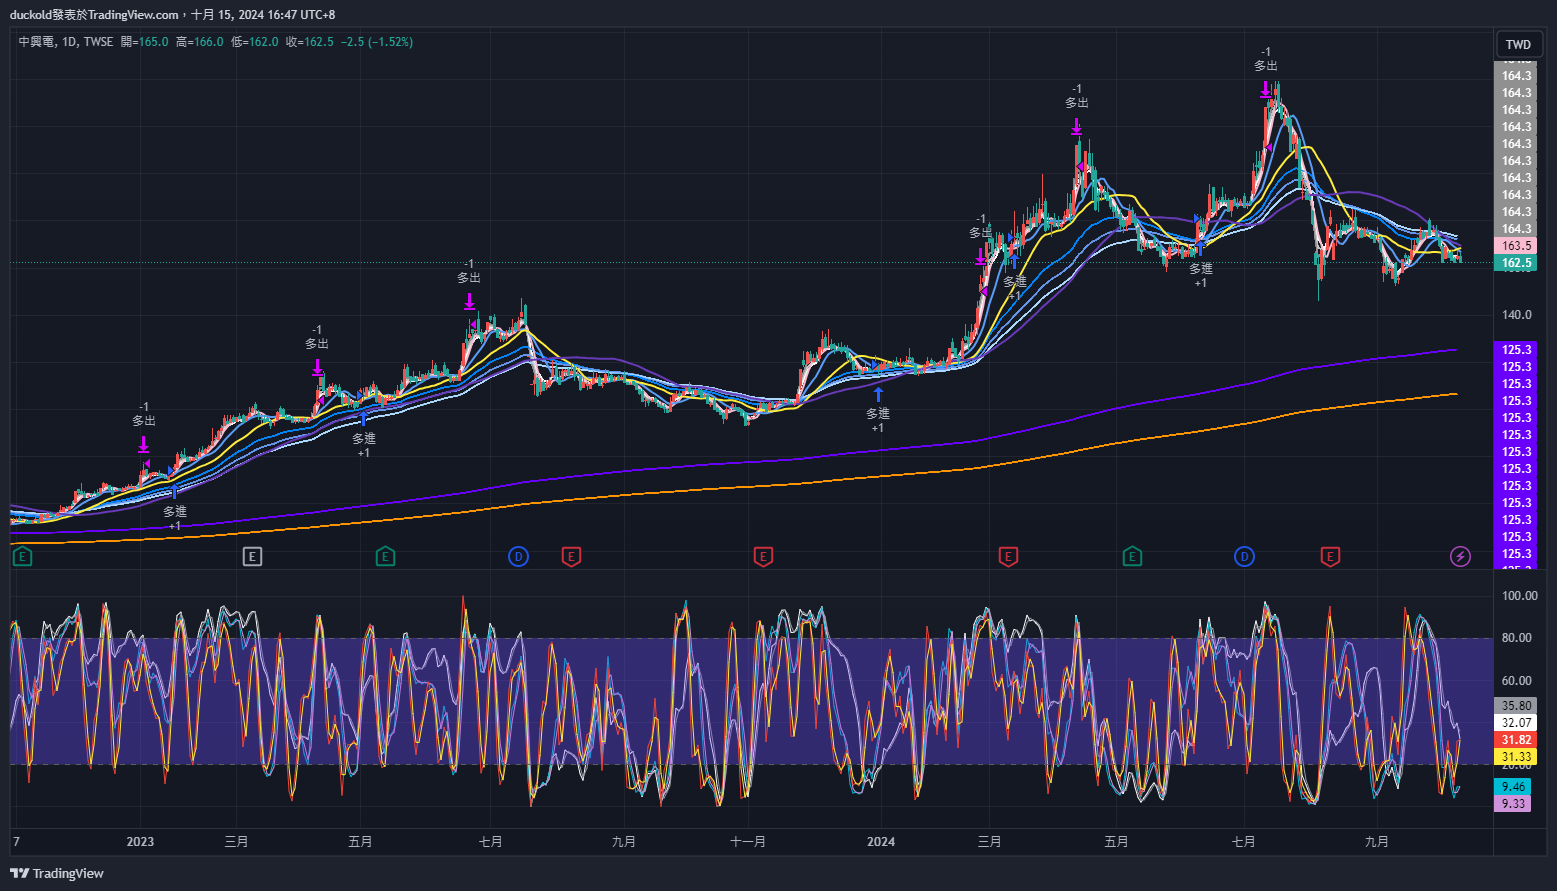 duckold發表於TradingView.com，十月 15, 2024 16:47 UTC+8
中興電, 1D, TWSE 開=165.0 高=166.0 低=162.0 收=162.5 −2.5 (−1.52%)
TWD
164.3
164.3
164.3
164.3
164.3
164.3
164.3
164.3
164.3
164.3
163.5
162.5
140.0
125.3
125.3
125.3
125.3
125.3
125.3
125.3
125.3
125.3
125.3
125.3
125.3
125.3
-1
多出
-1
多出
-1
多出
-1
多出
-1
多出
-1
多出
多進
+1
多進
+1
多進
+1
多進
+1
多進
+1
E
E
E
D
E
E
E
E
D
E
100.00
80.00
60.00
35.80
32.07
31.82
31.33
20.00
9.46
9.33
7
2023
三月
五月
七月
九月
十一月
2024
三月
五月
七月
九月
TradingView